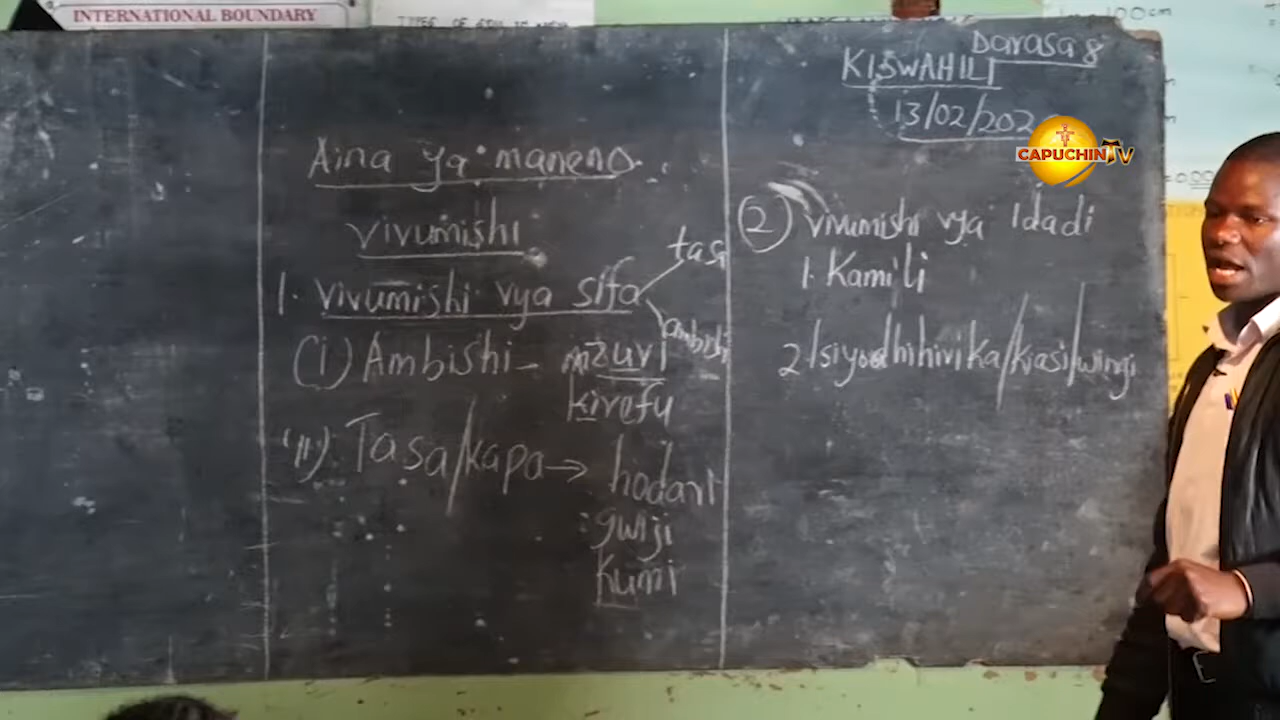 INTERNATIONAL BOUNDARY
100cm
Darasa 8
KISWAHILI
13/02/202
CAPUCHIN TV
Aina ya maneno
vivumishi
1. vivumishi vya sifa
tasa
ambishi
(i) Ambishi - mzuri
kirefu
(ii) Tasa/kapa → hodari
gwiji
kumi
(2) vivumishi vya Idadi
1. Kamili
2 Isiyodhihirika/kiasi/wingi